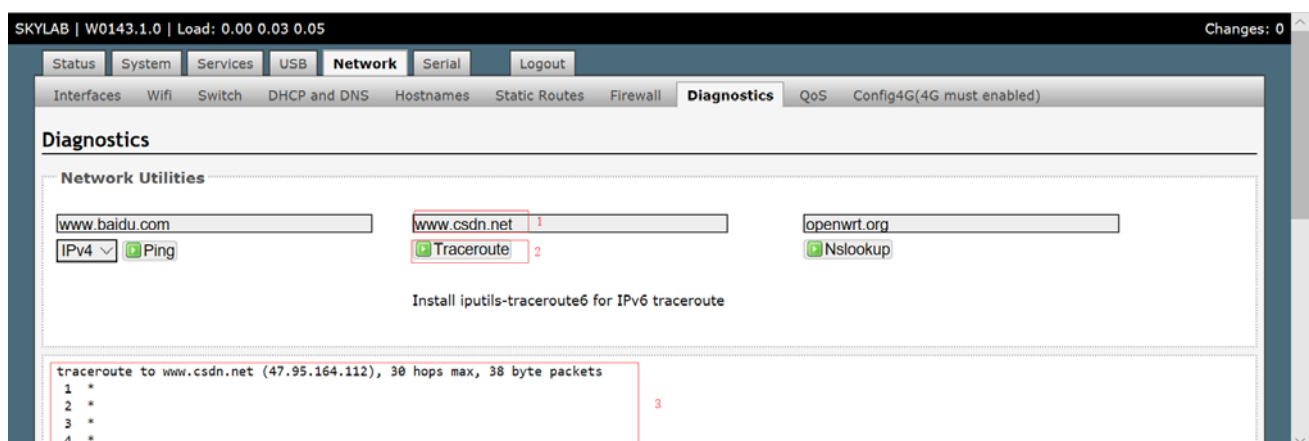 SKYLAB | W0143.1.0 | Load: 0.00 0.03 0.05 Changes: 0
Status System Services USB Network Serial Logout
Interfaces Wifi Switch DHCP and DNS Hostnames Static Routes Firewall Diagnostics QoS Config4G(4G must enabled)
Diagnostics
Network Utilities
www.baidu.com www.csdn.net 1 openwrt.org
IPv4 Ping Traceroute 2 Nslookup
Install iputils-traceroute6 for IPv6 traceroute
traceroute to www.csdn.net (47.95.164.112), 30 hops max, 38 byte packets
1 *
2 *
3 * 3
4 *